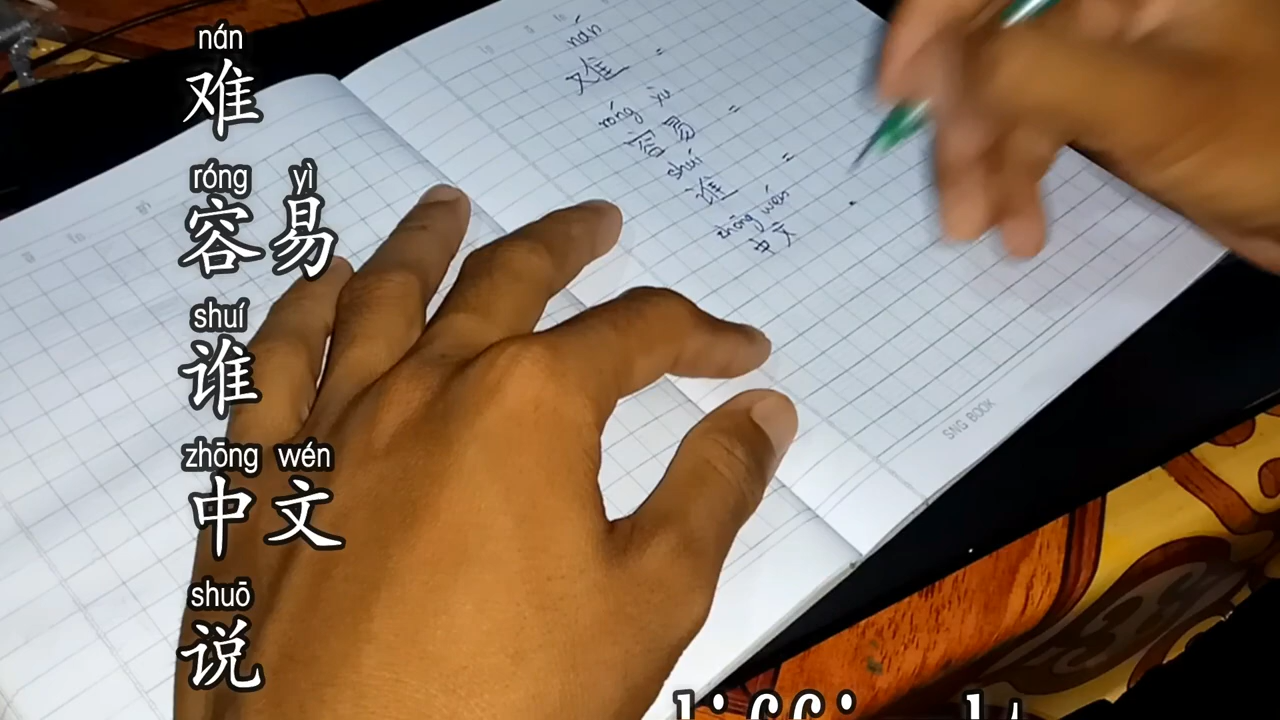 nán
难
róng yì
容易
shuí
谁
zhōng wén
中文
shuō
说
nán
难 =
róng yì
容易 =
shuí
谁 =
zhōng wén
中文
SNG BOOK